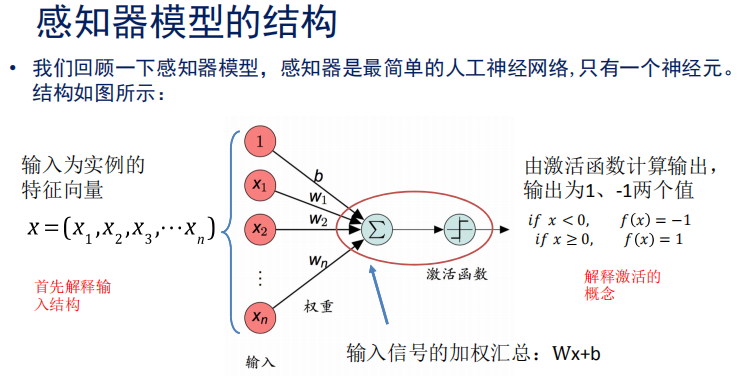 感知器模型的结构
• 我们回顾一下感知器模型，感知器是最简单的人工神经网络,只有一个神经元。
结构如图所示：
输入为实例的
特征向量
x=(x₁,x₂,x₃,⋯xₙ)
首先解释输
入结构
1
x₁
x₂
⋮
xₙ
输入
b
w₁
w₂
wₙ
权重
Σ
激活函数
输入信号的加权汇总：Wx+b
由激活函数计算输出，
输出为1、-1两个值
if x<0, f(x)=−1
if x≥0, f(x)=1
解释激活的
概念